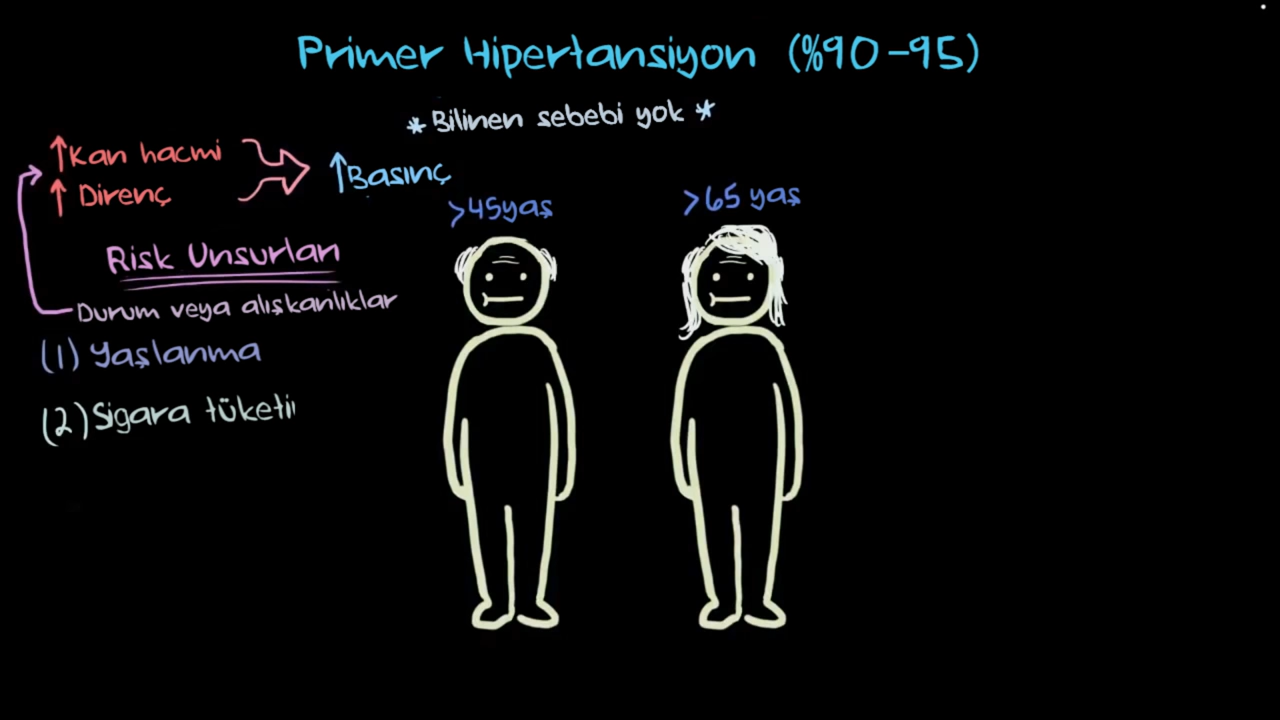 Primer Hipertansiyon (%90-95)
* Bilinen sebebi yok *
↑Kan hacmi
↑ Direnç
↑Basınç
>45yaş
>65 yaş
Risk Unsurları
Durum veya alışkanlıklar
(1) Yaşlanma
(2) Sigara